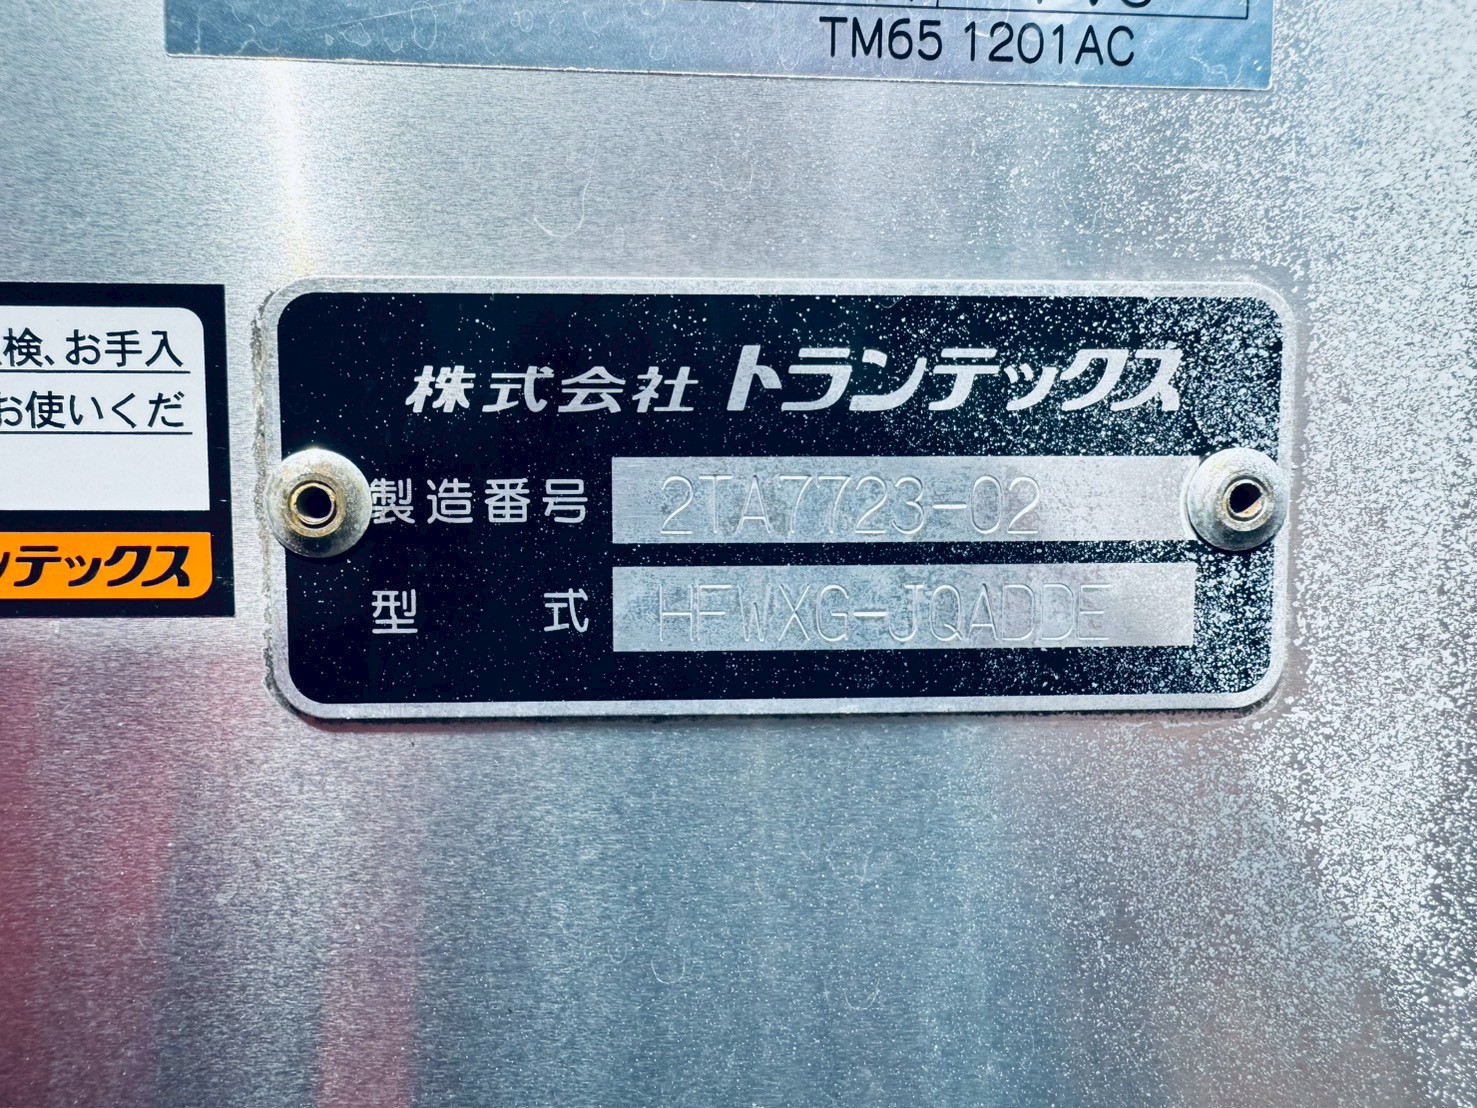 TM65 1201AC
検、お手入
お使いくだ
ンテックス
株式会社 トランテックス
製造番号 2TA7723-02
型式 HFWXG-JQADDE